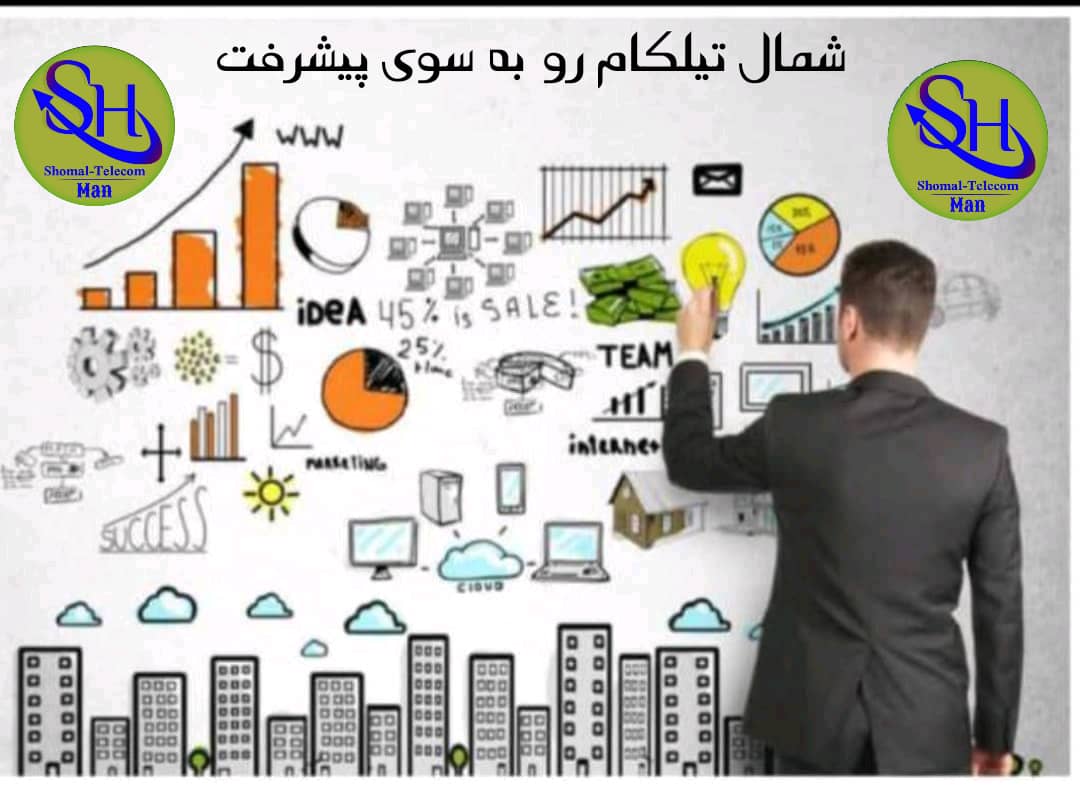 شمال تیلکام رو به سوی پیشرفت
SH
Shomal-Telecom
Man
SH
Shomal-Telecom
Man
WWW
iDeA 45% is SALE!
25%
time
$
TEAM
internet
MARKETING
SUCCESS
CLOUD